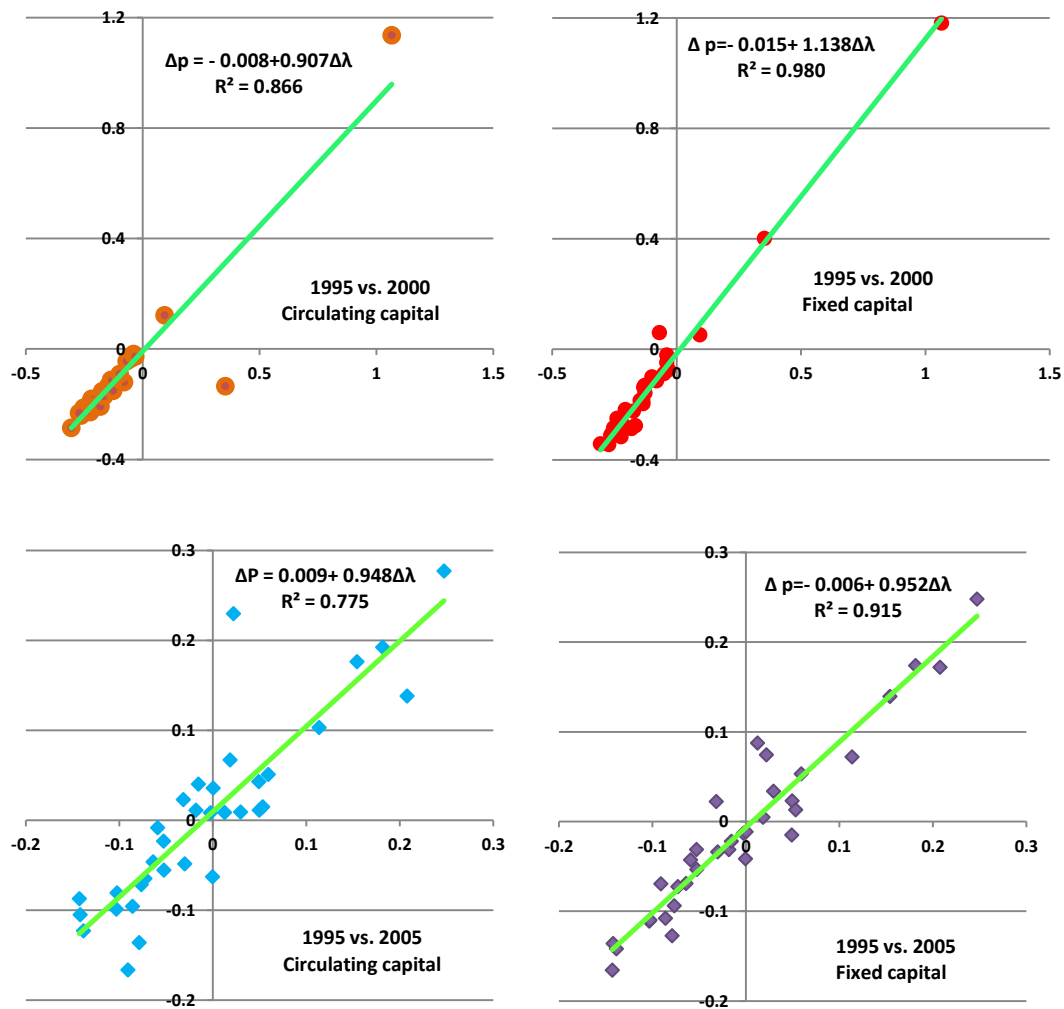 1.2
Δp = - 0.008+0.907Δλ
R² = 0.866
0.8
0.4
1995 vs. 2000
Circulating capital
0
-0.5
0
0.5
1
1.5
-0.4
1.2
Δ p=- 0.015+ 1.138Δλ
R² = 0.980
0.8
0.4
1995 vs. 2000
Fixed capital
0
-0.5
0
0.5
1
1.5
-0.4
0.3
ΔP = 0.009+ 0.948Δλ
R² = 0.775
0.2
0.1
0
-0.2
-0.1
0
0.1
0.2
0.3
-0.1
1995 vs. 2005
Circulating capital
-0.2
0.3
Δ p=- 0.006+ 0.952Δλ
R² = 0.915
0.2
0.1
0
-0.2
-0.1
0
0.1
0.2
0.3
-0.1
1995 vs. 2005
Fixed capital
-0.2